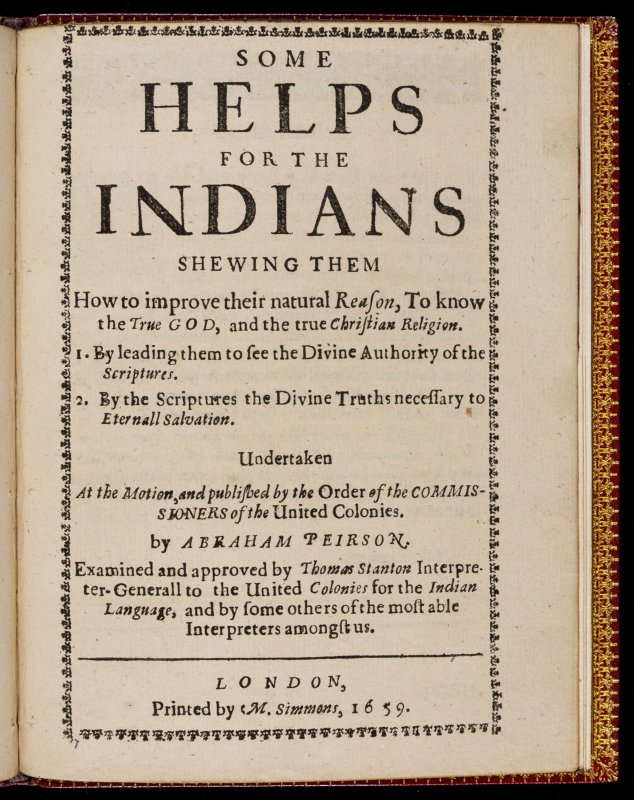 SOME
HELPS
FOR THE
INDIANS
SHEWING THEM
How to improve their natural Reaſon, To know
the True GOD, and the true Chriſtian Religion.
1. By leading them to ſee the Divine Authority of the
Scriptures.
2. By the Scriptures the Divine Truths neceſſary to
Eternall Salvation.
Undertaken
At the Motion, and publiſhed by the Order of the COMMIS-
SIONERS of the United Colonies.
by ABRAHAM PEIRSON.
Examined and approved by Thomas Stanton Interpre-
ter-Generall to the United Colonies for the Indian
Language, and by ſome others of the moſt able
Interpreters amongſt us.
LONDON,
Printed by M. Simmons, 1659.